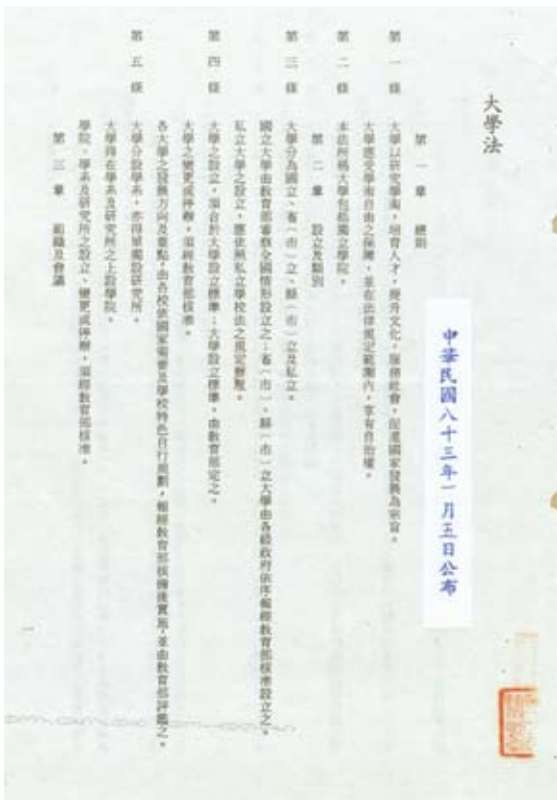 大學法
中華民國八十三年一月五日公布
第一章 總則
第一條 大學以研究學術，培育人才，提升文化，服務社會，促進國家發展為宗旨。
大學應受學術自由之保障，並在法律規定範圍內，享有自治權。
第二條 本法所稱大學包括獨立學院。
第二章 設立及類別
第三條 大學分為國立、省（市）立、縣（市）立及私立。
國立大學由教育部審察全國情形設立之；省（市）、縣（市）立大學由各級政府依序報經教育部核准設立之。
私立大學之設立，應依照私立學校法之規定辦理。
第四條 大學之設立，須合於大學設立標準；大學設立標準，由教育部定之。
大學之變更或停辦，須經教育部核准。
各大學之發展方向及重點，由各校依國家需要及學校特色自行規劃，報經教育部核備後實施，並由教育部評鑑之。
第五條 大學分設學系，亦得單獨設研究所。
大學得在學系及研究所之上設學院。
學院、學系及研究所之設立、變更或停辦，須經教育部核准。
第三章 組織及會議